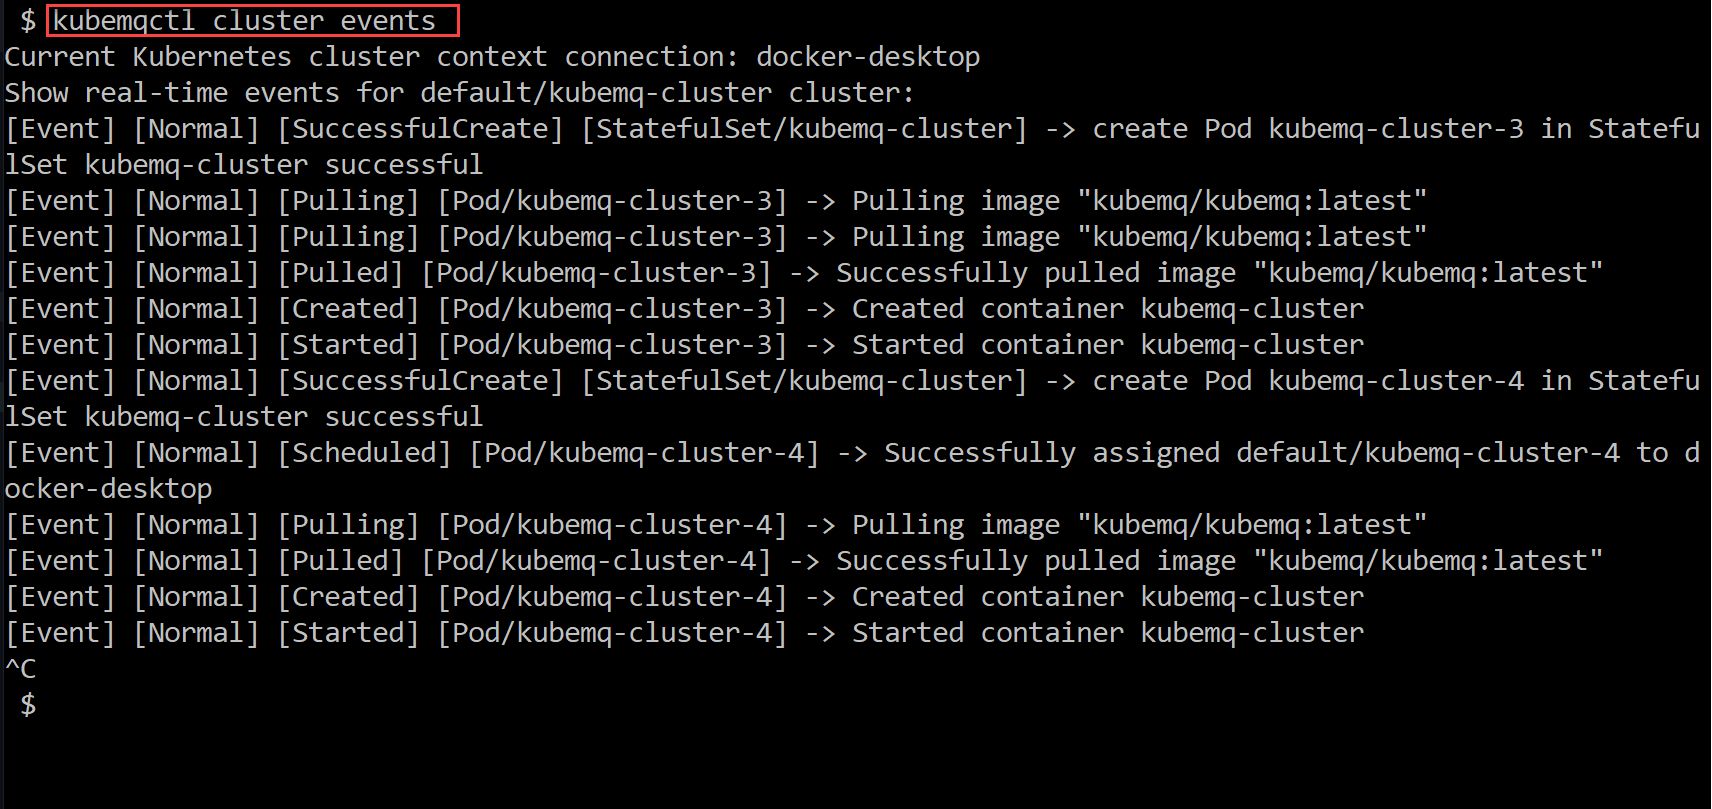 $ kubemqctl cluster events
Current Kubernetes cluster context connection: docker-desktop
Show real-time events for default/kubemq-cluster cluster:
[Event] [Normal] [SuccessfulCreate] [StatefulSet/kubemq-cluster] -> create Pod kubemq-cluster-3 in Statefu
lSet kubemq-cluster successful
[Event] [Normal] [Pulling] [Pod/kubemq-cluster-3] -> Pulling image "kubemq/kubemq:latest"
[Event] [Normal] [Pulling] [Pod/kubemq-cluster-3] -> Pulling image "kubemq/kubemq:latest"
[Event] [Normal] [Pulled] [Pod/kubemq-cluster-3] -> Successfully pulled image "kubemq/kubemq:latest"
[Event] [Normal] [Created] [Pod/kubemq-cluster-3] -> Created container kubemq-cluster
[Event] [Normal] [Started] [Pod/kubemq-cluster-3] -> Started container kubemq-cluster
[Event] [Normal] [SuccessfulCreate] [StatefulSet/kubemq-cluster] -> create Pod kubemq-cluster-4 in Statefu
lSet kubemq-cluster successful
[Event] [Normal] [Scheduled] [Pod/kubemq-cluster-4] -> Successfully assigned default/kubemq-cluster-4 to d
ocker-desktop
[Event] [Normal] [Pulling] [Pod/kubemq-cluster-4] -> Pulling image "kubemq/kubemq:latest"
[Event] [Normal] [Pulled] [Pod/kubemq-cluster-4] -> Successfully pulled image "kubemq/kubemq:latest"
[Event] [Normal] [Created] [Pod/kubemq-cluster-4] -> Created container kubemq-cluster
[Event] [Normal] [Started] [Pod/kubemq-cluster-4] -> Started container kubemq-cluster
^C
$